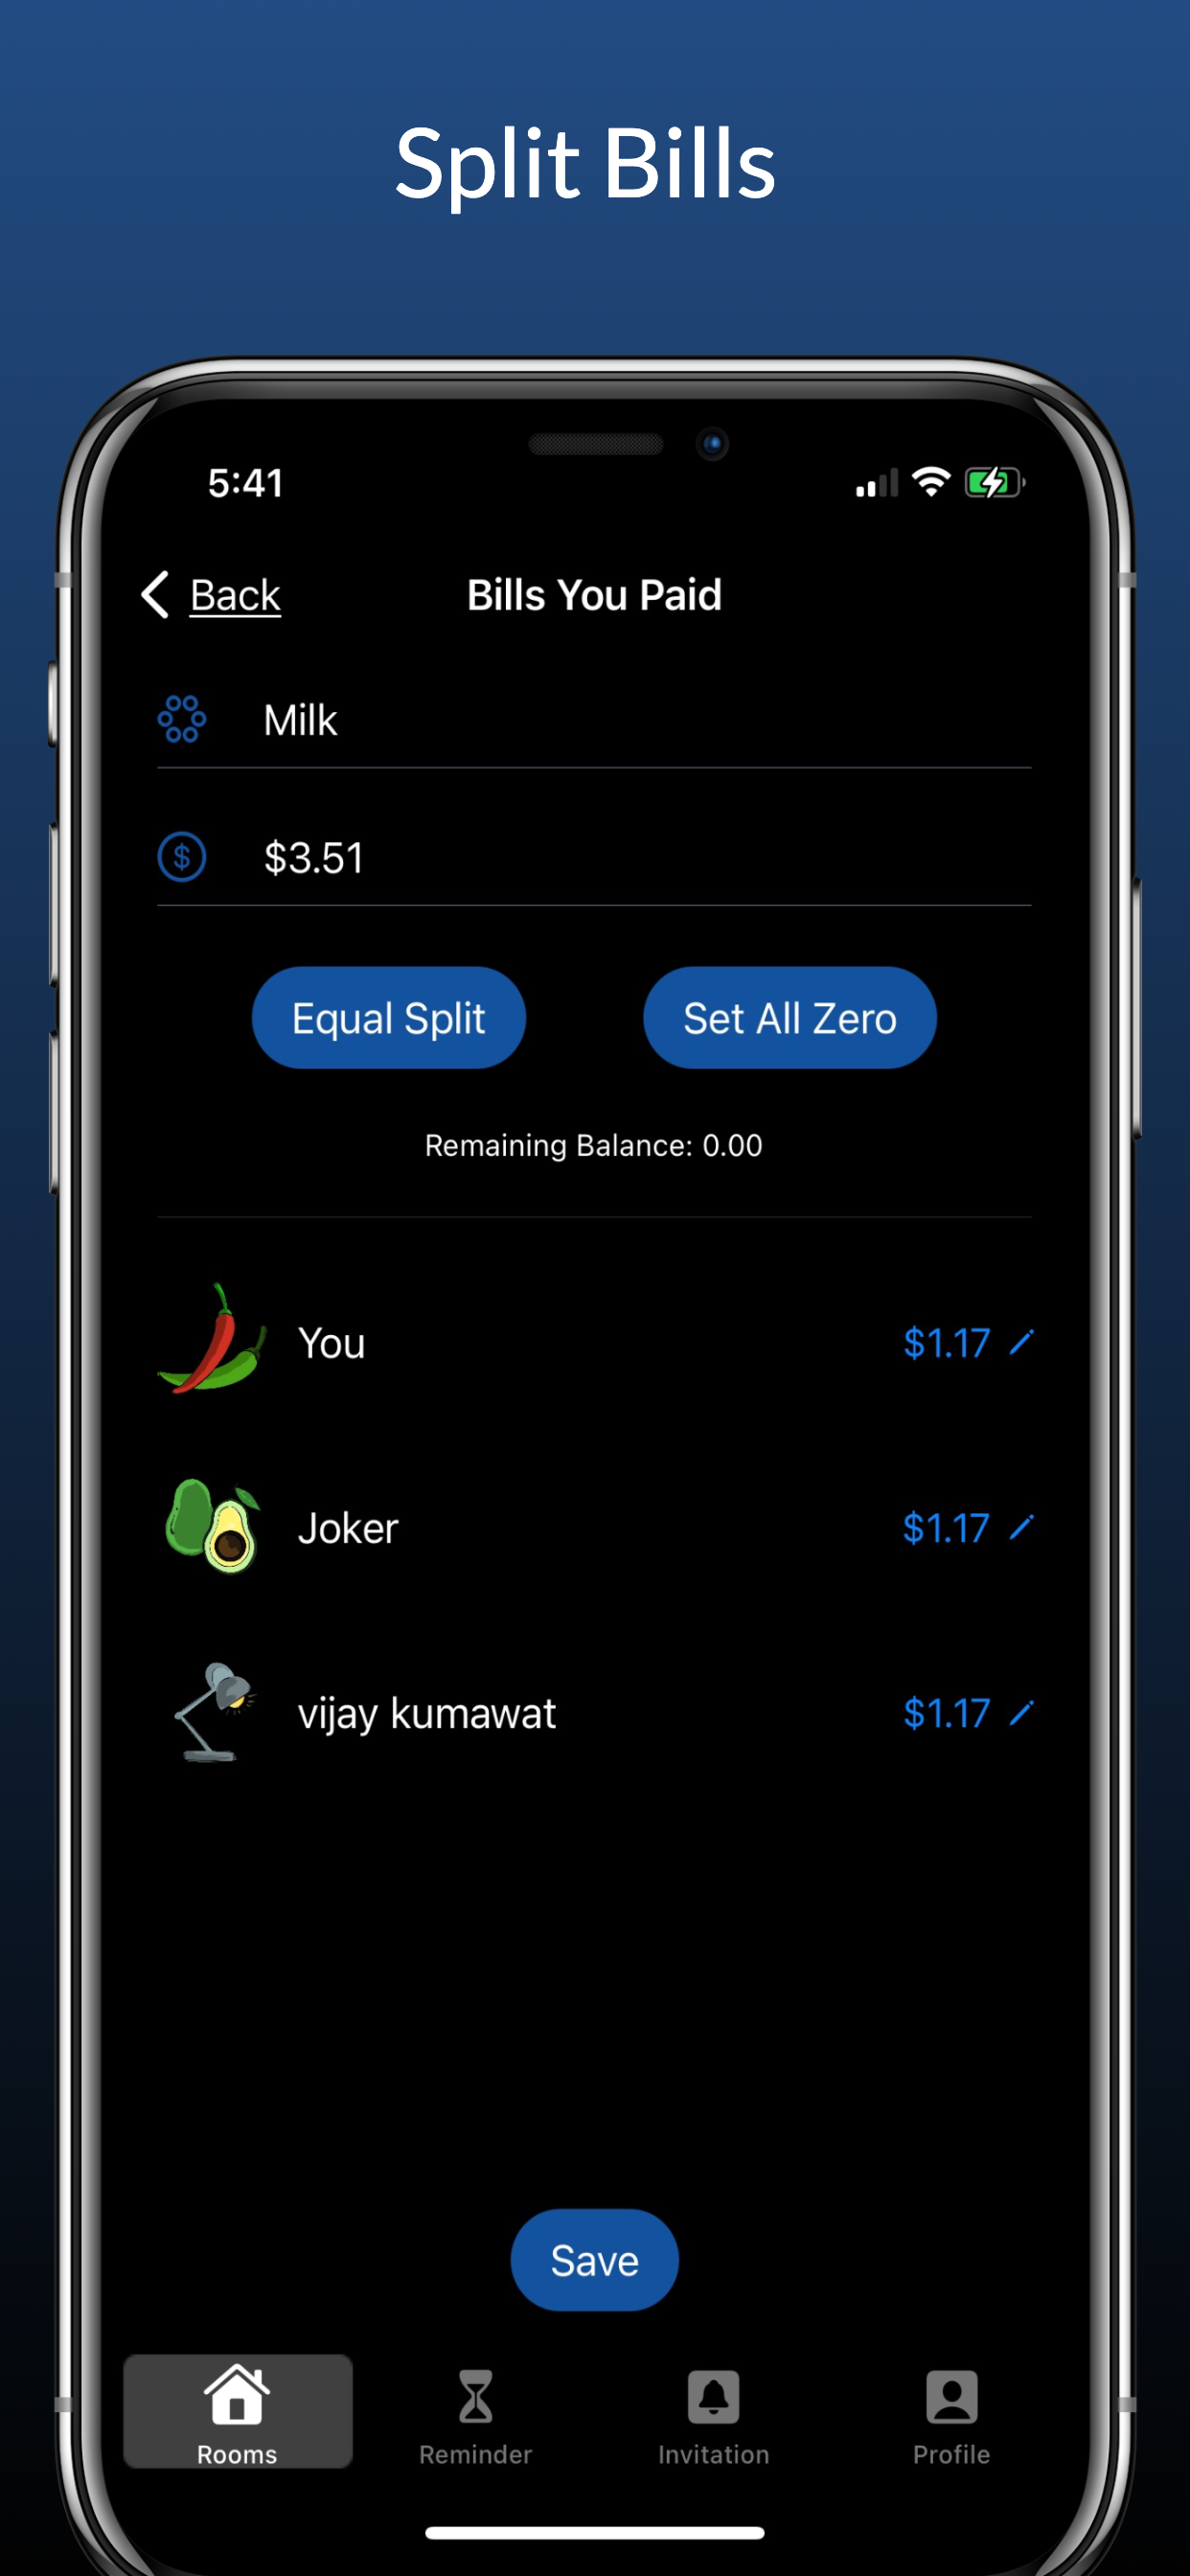 Split Bills
5:41
Back
Bills You Paid
Milk
$
$3.51
Equal Split
Set All Zero
Remaining Balance: 0.00
You
$1.17
Joker
$1.17
vijay kumawat
$1.17
Save
Rooms
Reminder
Invitation
Profile